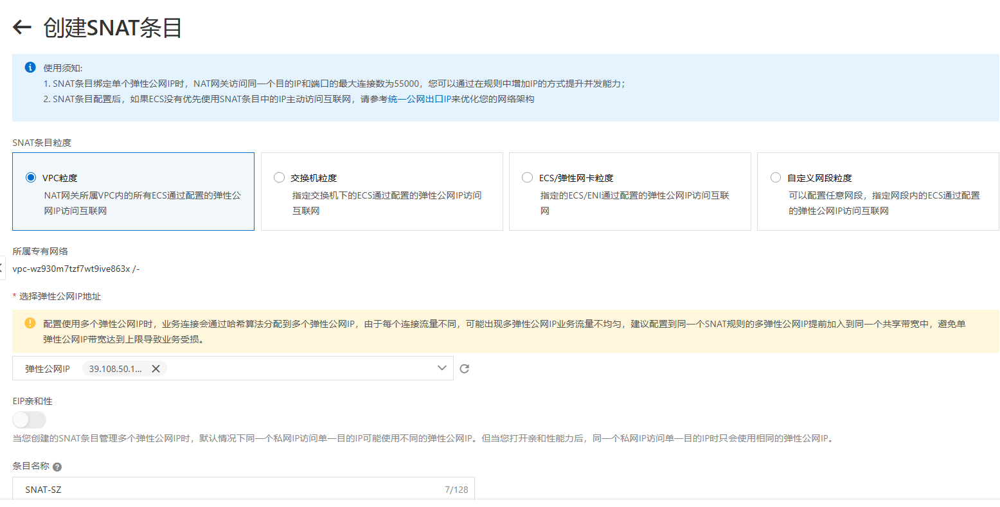 创建SNAT条目
使用须知:
1. SNAT条目绑定单个弹性公网IP时，NAT网关访问同一个目的IP和端口的最大连接数为55000，您可以通过在规则中增加IP的方式提升并发能力；
2. SNAT条目配置后，如果ECS没有优先使用SNAT条目中的IP主动访问互联网，请参考统一公网出口IP来优化您的网络架构
SNAT条目粒度
VPC粒度
NAT网关所属VPC内的所有ECS通过配置的弹性公
网IP访问互联网
交换机粒度
指定交换机下的ECS通过配置的弹性公网IP访问
互联网
ECS/弹性网卡粒度
指定的ECS/ENI通过配置的弹性公网IP访问互联
网
自定义网段粒度
可以配置任意网段，指定网段内的ECS通过配置
的弹性公网IP访问互联网
所属专有网络
vpc-wz930m7tzf7wt9ive863x /-
* 选择弹性公网IP地址
配置使用多个弹性公网IP时，业务连接会通过哈希算法分配到多个弹性公网IP，由于每个连接流量不同，可能出现多弹性公网IP业务流量不均匀，建议配置到同一个SNAT规则的多弹性公网IP提前加入到同一个共享带宽中，避免单
弹性公网IP带宽达到上限导致业务受损。
弹性公网IP 39.108.50.1...
EIP亲和性
当您创建的SNAT条目管理多个弹性公网IP时，默认情况下同一个私网IP访问单一目的IP可能使用不同的弹性公网IP。但当您打开亲和性能力后，同一个私网IP访问单一目的IP时只会使用相同的弹性公网IP。
条目名称
SNAT-SZ 7/128